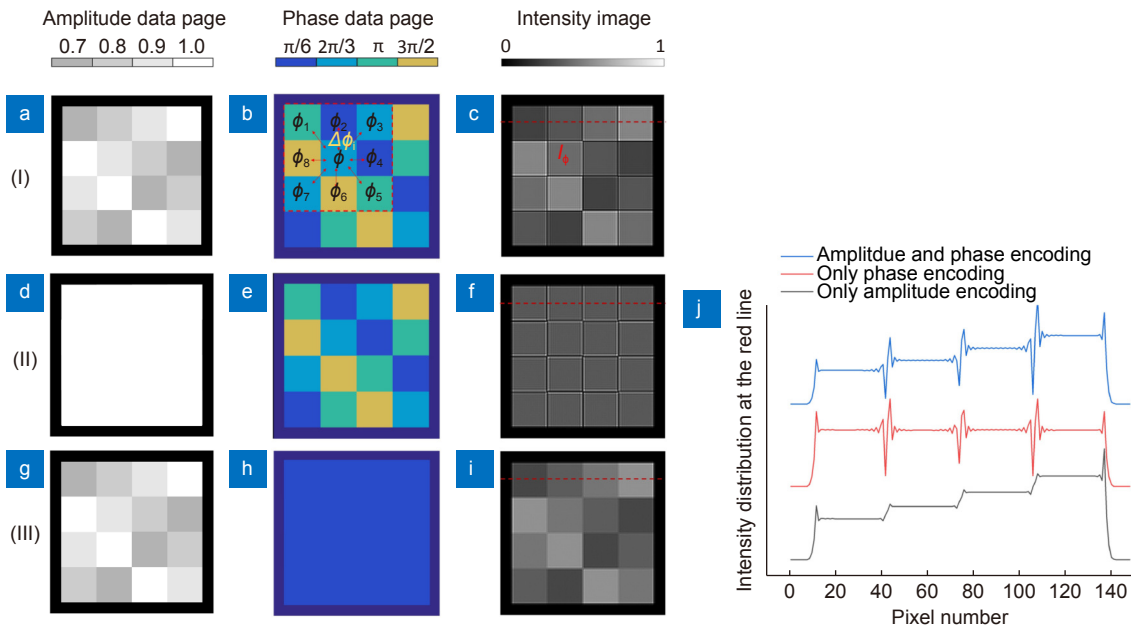 Amplitude data page
Phase data page
Intensity image
0.7 0.8 0.9 1.0
π/6 2π/3 π 3π/2
0 1
a
b
c
(I)
ϕ1 ϕ2 ϕ3
Δϕi
ϕ8 ϕ ϕ4
ϕ7 ϕ6 ϕ5
Iϕ
d
e
f
(II)
g
h
i
(III)
j
Amplitdue and phase encoding
Only phase encoding
Only amplitude encoding
Intensity distribution at the red line
0 20 40 60 80 100 120 140
Pixel number